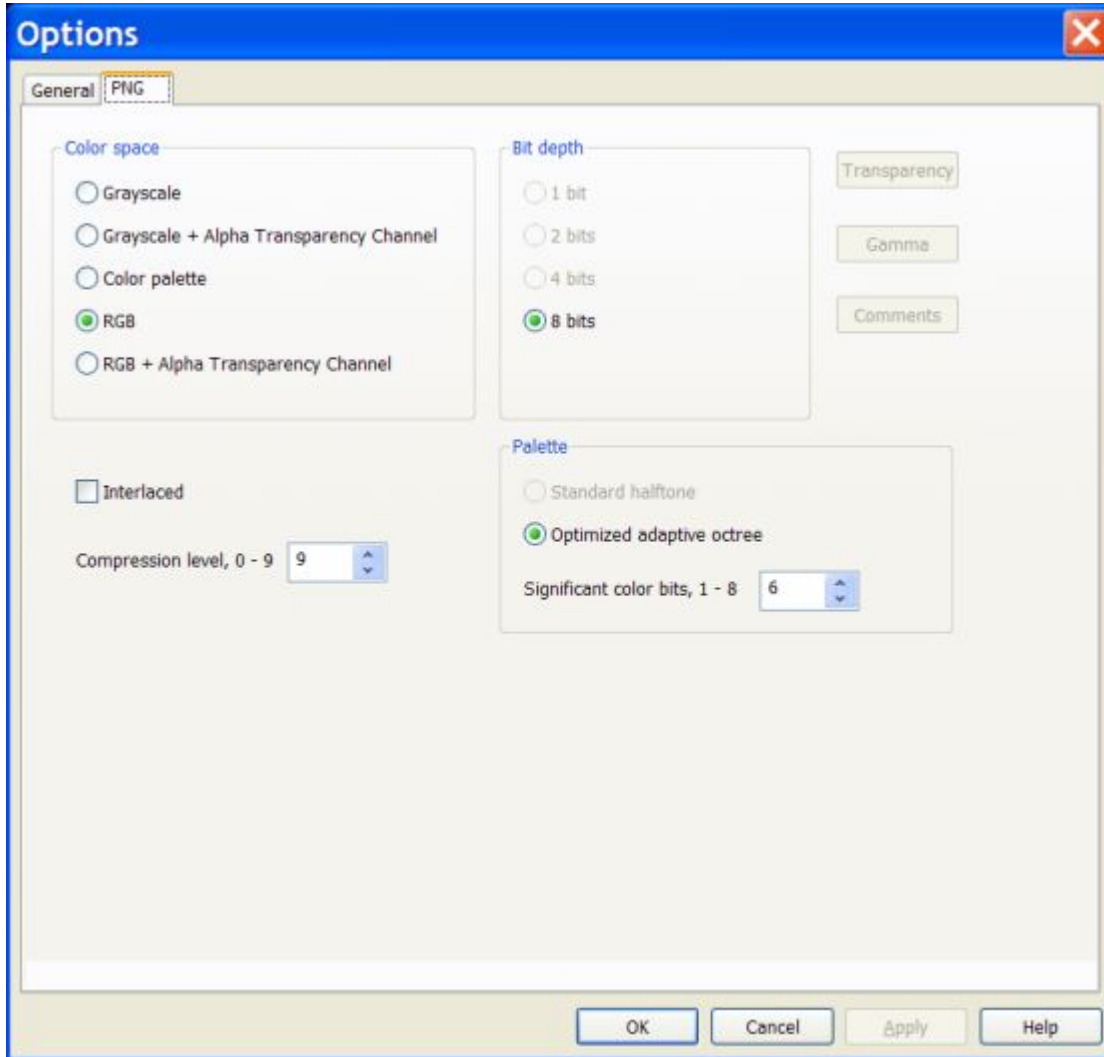 Options
General
PNG
Color space
Grayscale
Grayscale + Alpha Transparency Channel
Color palette
RGB
RGB + Alpha Transparency Channel
Bit depth
1 bit
2 bits
4 bits
8 bits
Transparency
Gamma
Comments
Interlaced
Compression level, 0 - 9 9
Palette
Standard halftone
Optimized adaptive octree
Significant color bits, 1 - 8 6
OK
Cancel
Apply
Help